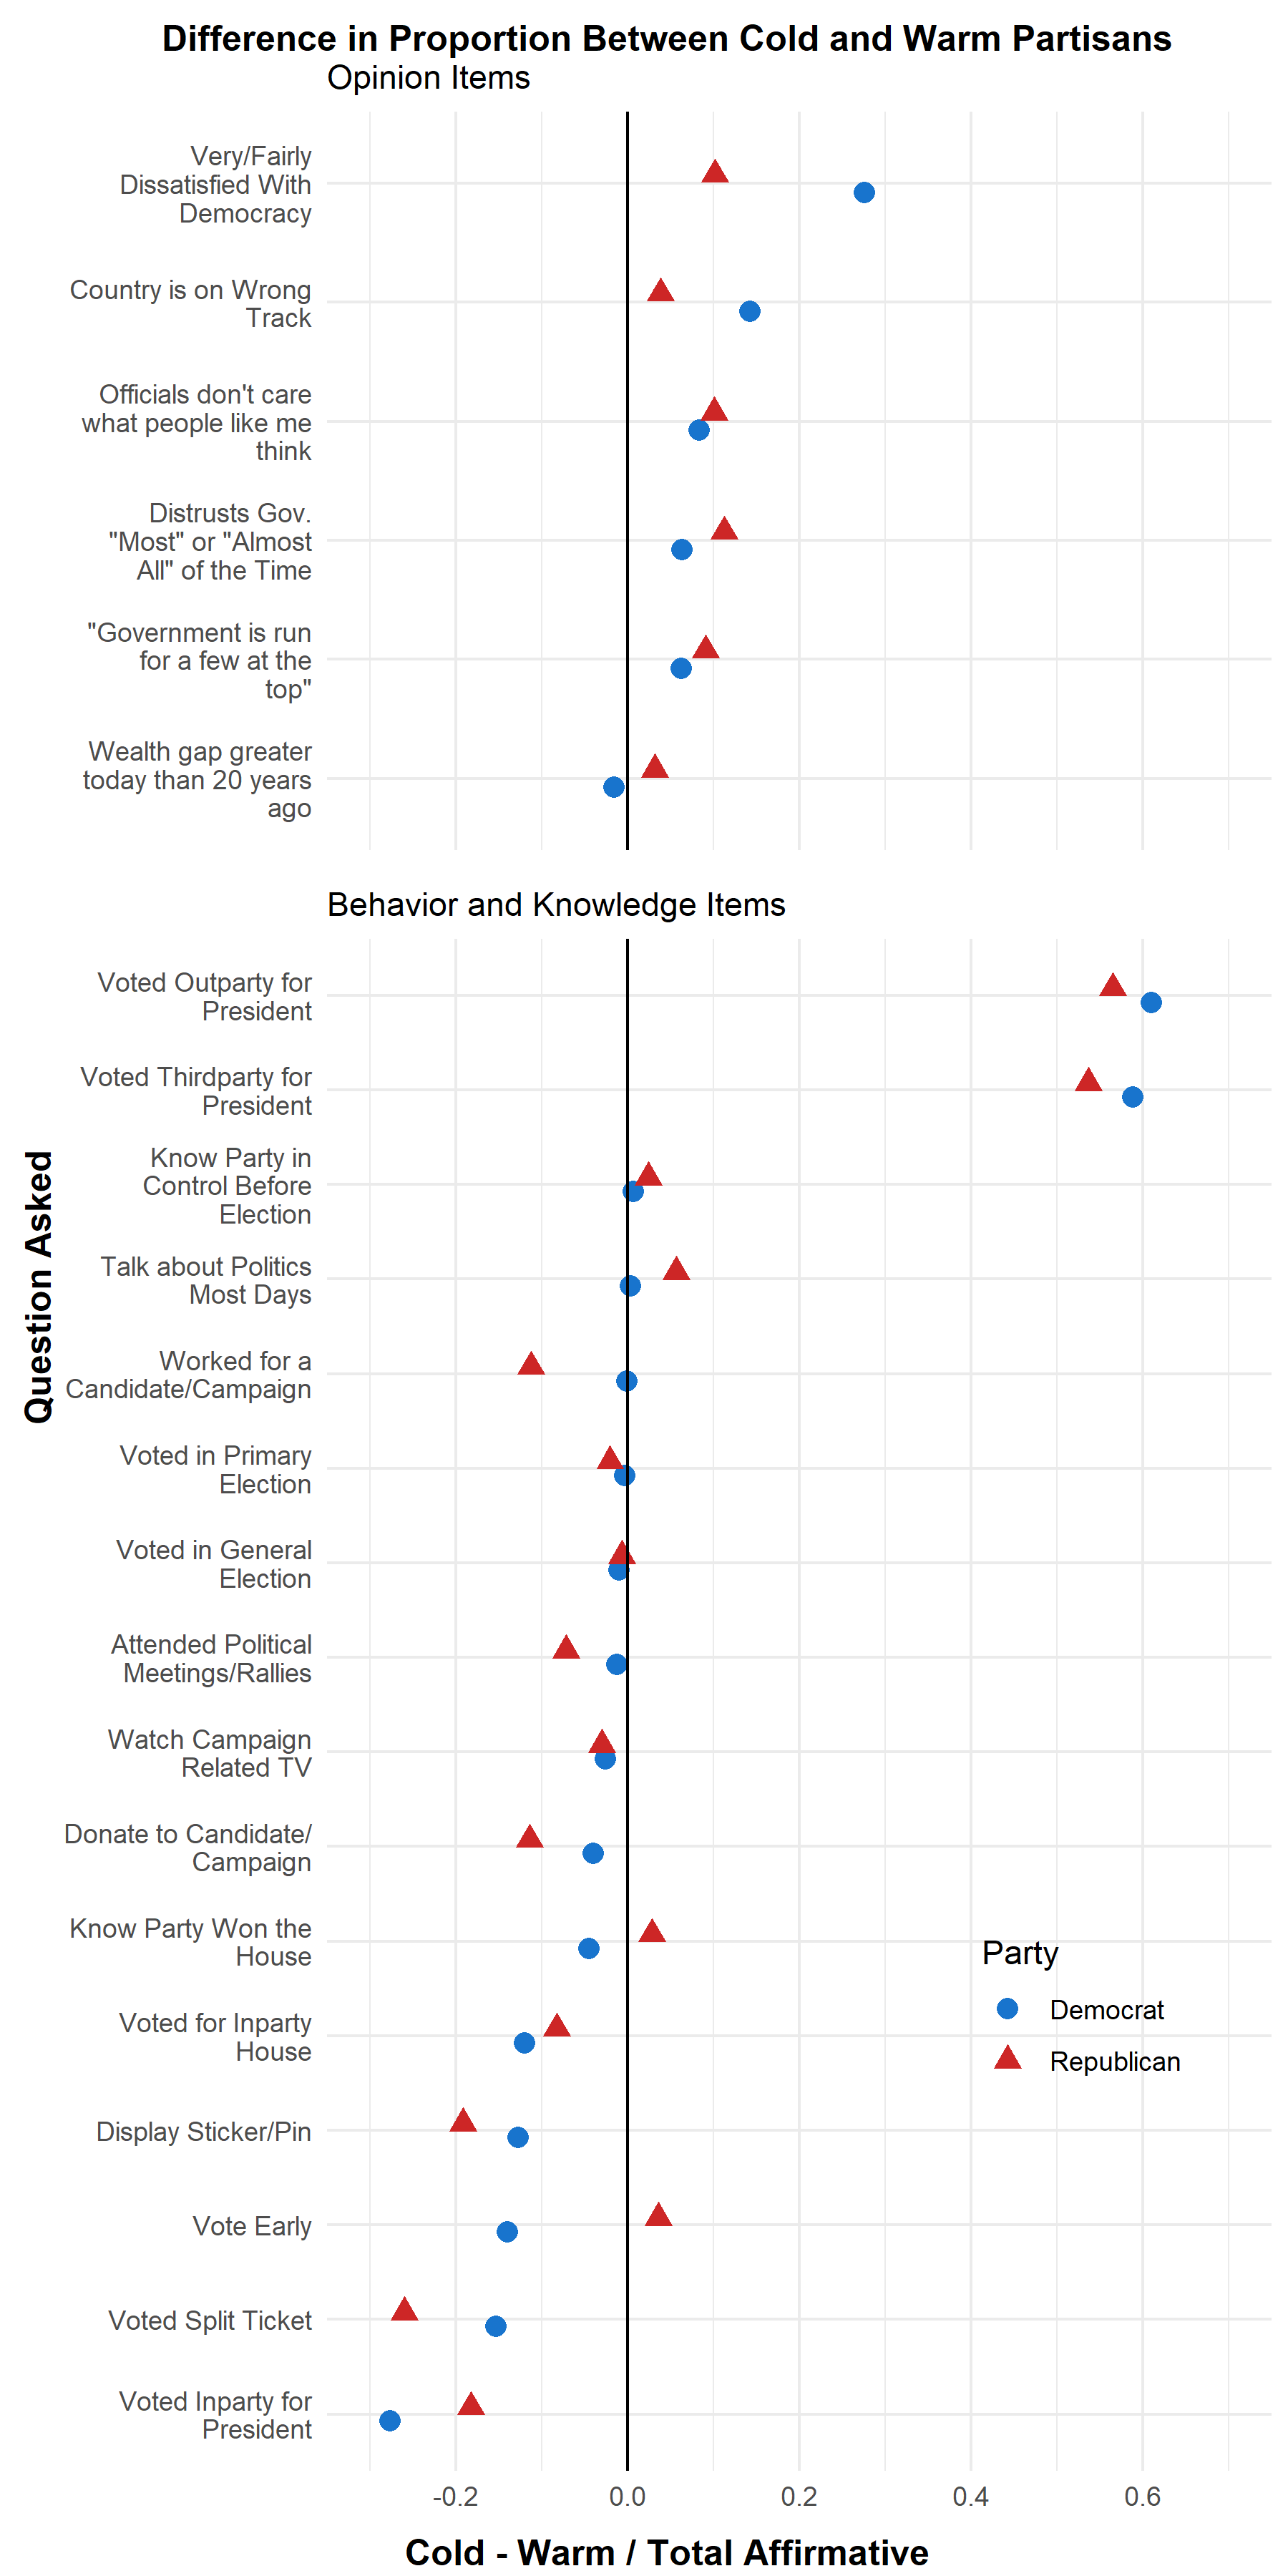 Difference in Proportion Between Cold and Warm Partisans
Opinion Items
Very/Fairly
Dissatisfied With
Democracy
Country is on Wrong
Track
Officials don't care
what people like me
think
Distrusts Gov.
"Most" or "Almost
All" of the Time
"Government is run
for a few at the
top"
Wealth gap greater
today than 20 years
ago
Behavior and Knowledge Items
Question Asked
Voted Outparty for
President
Voted Thirdparty for
President
Know Party in
Control Before
Election
Talk about Politics
Most Days
Worked for a
Candidate/Campaign
Voted in Primary
Election
Voted in General
Election
Attended Political
Meetings/Rallies
Watch Campaign
Related TV
Donate to Candidate/
Campaign
Know Party Won the
House
Voted for Inparty
House
Display Sticker/Pin
Vote Early
Voted Split Ticket
Voted Inparty for
President
Party
Democrat
Republican
-0.2 0.0 0.2 0.4 0.6
Cold - Warm / Total Affirmative